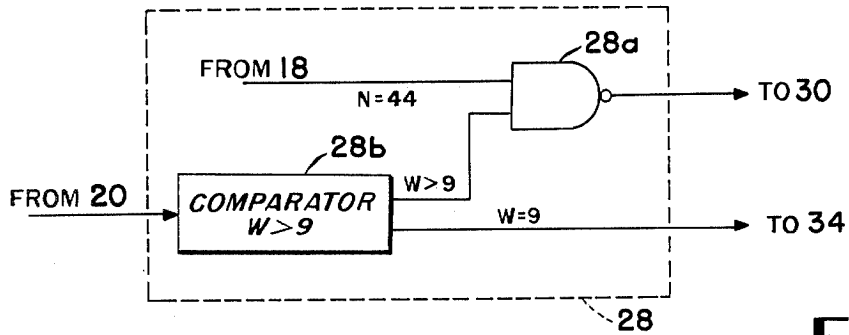 28a
FROM 18
N=44
TO 30
28b
W>9
FROM 20
COMPARATOR
W>9
W=9
TO 34
28